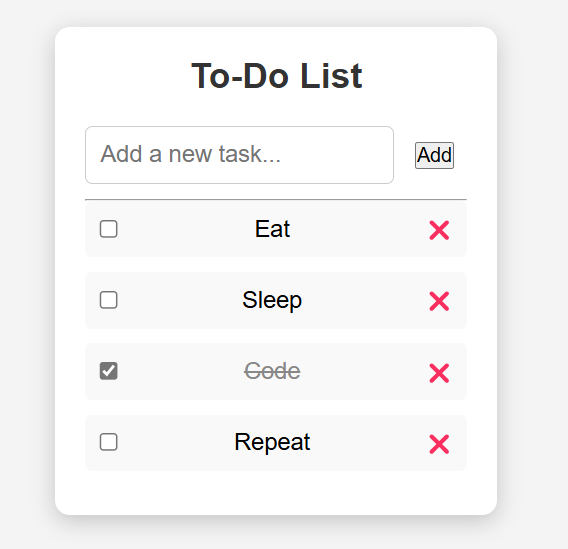 To-Do List
Add a new task...
Add
Eat
Sleep
Code
Repeat